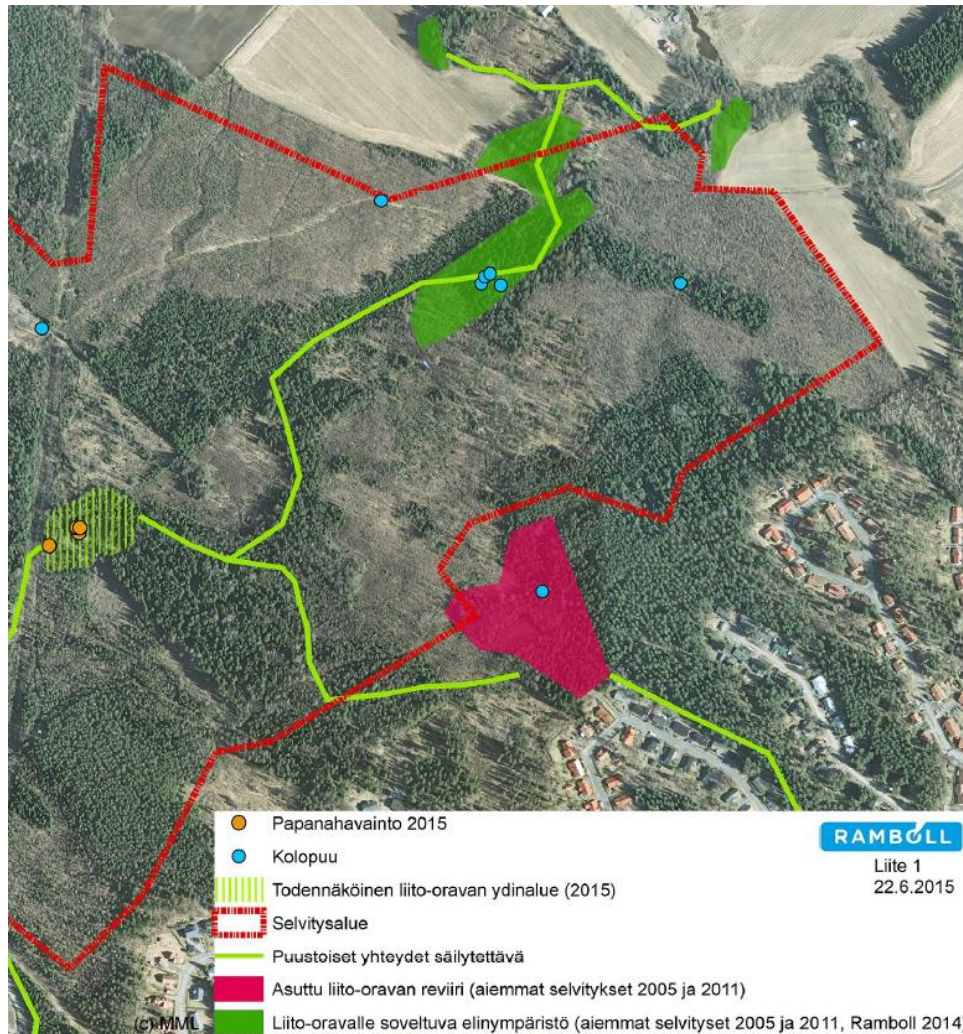 Papanahavainto 2015
Kolopuu
Todennäköinen liito-oravan ydinalue (2015)
Selvitysalue
Puustoiset yhteydet säilytettävä
Asuttu liito-oravan reviiri (aiemmat selvitykset 2005 ja 2011)
Liito-oravalle soveltuva elinympäristö (aiemmat selvityset 2005 ja 2011, Ramboll 2014
RAMBOLL
Liite 1
22.6.2015
(c) MML